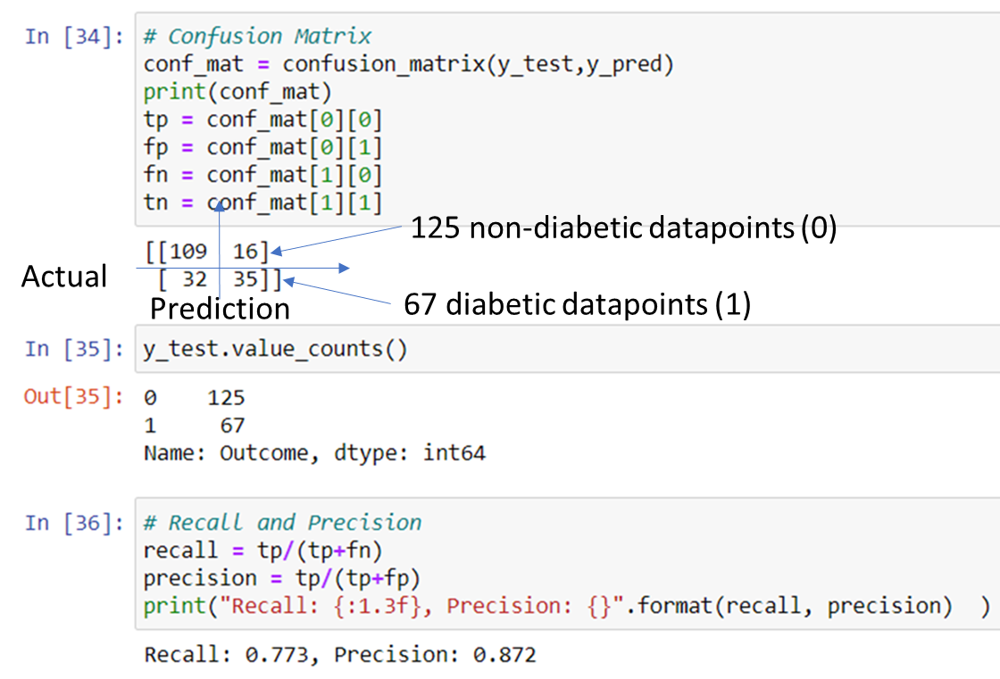 In [34]: # Confusion Matrix
conf_mat = confusion_matrix(y_test,y_pred)
print(conf_mat)
tp = conf_mat[0][0]
fp = conf_mat[0][1]
fn = conf_mat[1][0]
tn = conf_mat[1][1]
125 non-diabetic datapoints (0)
[[109  16]
Actual
[ 32  35]]
67 diabetic datapoints (1)
Prediction
In [35]: y_test.value_counts()
Out[35]: 0    125
1     67
Name: Outcome, dtype: int64
In [36]: # Recall and Precision
recall = tp/(tp+fn)
precision = tp/(tp+fp)
print("Recall: {:1.3f}, Precision: {}".format(recall, precision)  )
Recall: 0.773, Precision: 0.872